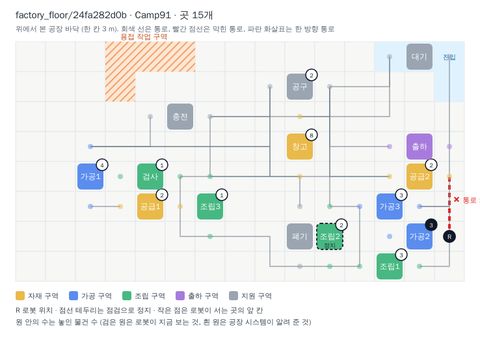 factory_floor/24fa282d0b · Camp91 · 곳 15개
위에서 본 공장 바닥 (한 칸 3 m). 회색 선은 통로, 빨간 점선은 막힌 통로, 파란 화살표는 한 방향 통로
용접 작업 구역
대기
전입
공구 2
충전
창고 8
출하
가공1 4
검사 1
공급2 2
공급1 2
조립3 1
가공3 3
통로
폐기
조립2 2
정지
가공2 3
R
조립1 3
자재 구역
가공 구역
조립 구역
출하 구역
지원 구역
R 로봇 위치 · 점선 테두리는 점검으로 정지 · 작은 점은 로봇이 서는 곳의 앞 칸
원 안의 수는 놓인 물건 수 (검은 원은 로봇이 지금 보는 것, 흰 원은 공장 시스템이 알려 준 것)